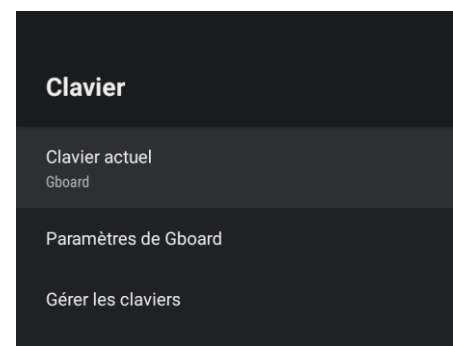 Clavier
Clavier actuel
Gboard
Paramètres de Gboard
Gérer les claviers